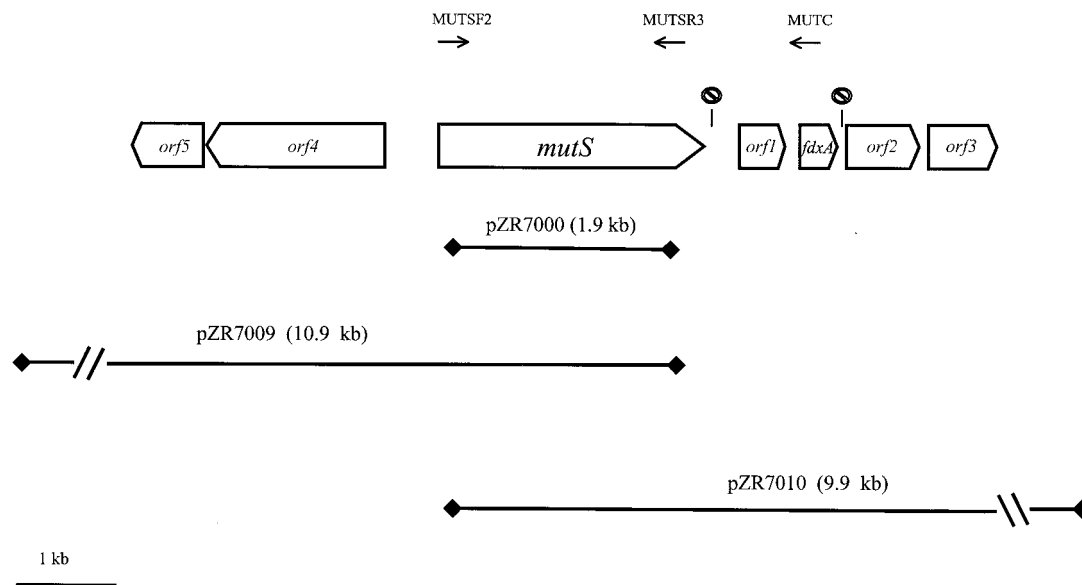 MUTSF2 MUTSR3 MUTC
orf5 orf4 mutS orf1 fdxA orf2 orf3
pZR7000 (1.9 kb)
pZR7009 (10.9 kb)
pZR7010 (9.9 kb)
1 kb